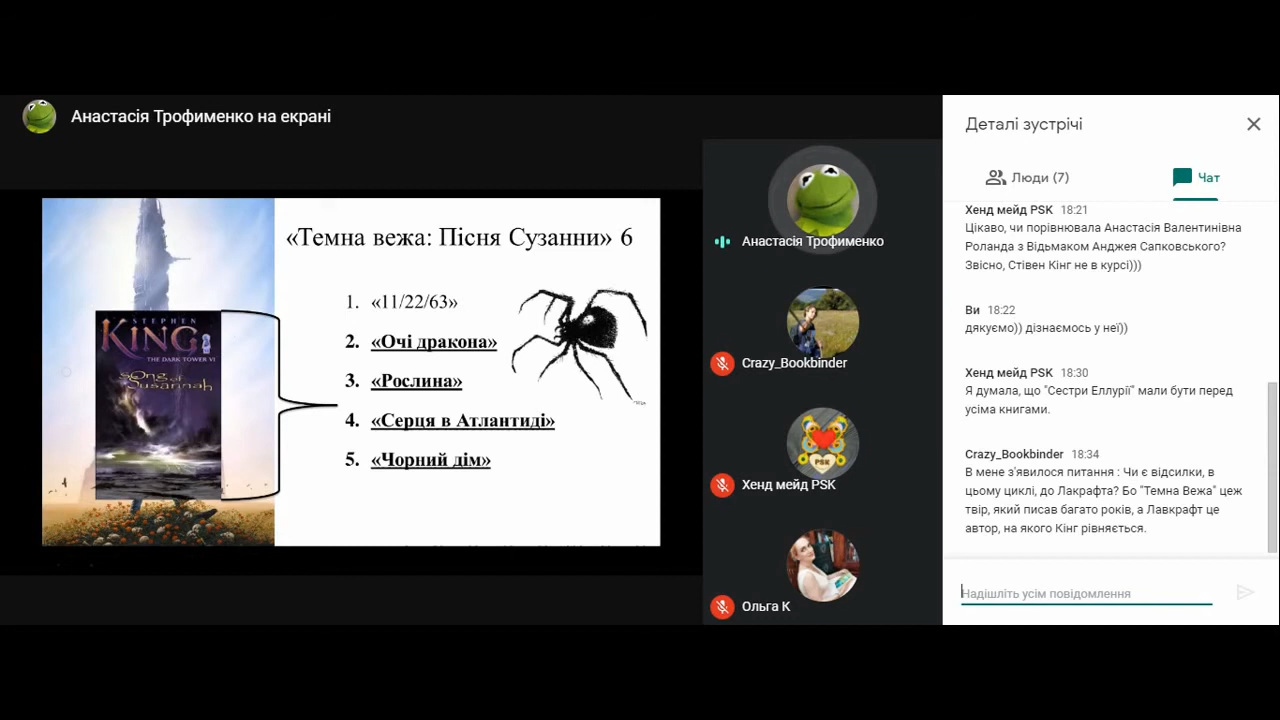 Анастасія Трофименко на екрані
«Темна вежа: Пісня Сузанни» 6
STEPHEN
KING
THE DARK TOWER VI
Song of
Susannah
1. «11/22/63»
2. «Очі дракона»
3. «Рослина»
4. «Серця в Атлантиді»
5. «Чорний дім»
Анастасія Трофименко
Crazy_Bookbinder
PSK
Хенд мейд PSK
Ольга К
Деталі зустрічі
Люди (7)
Чат
Хенд мейд PSK 18:21
Цікаво, чи порівнювала Анастасія Валентинівна
Роланда з Відьмаком Анджея Сапковського?
Звісно, Стівен Кінг не в курсі)))
Ви 18:22
дякуємо)) дізнаємось у неї))
Хенд мейд PSK 18:30
Я думала, що "Сестри Еллурії" мали бути перед
усіма книгами.
Crazy_Bookbinder 18:34
В мене з'явилося питання : Чи є відсилки, в
цьому циклі, до Лакрафта? Бо "Темна Вежа" цеж
твір, який писав багато років, а Лавкрафт це
автор, на якого Кінг рівняється.
Надішліть усім повідомлення